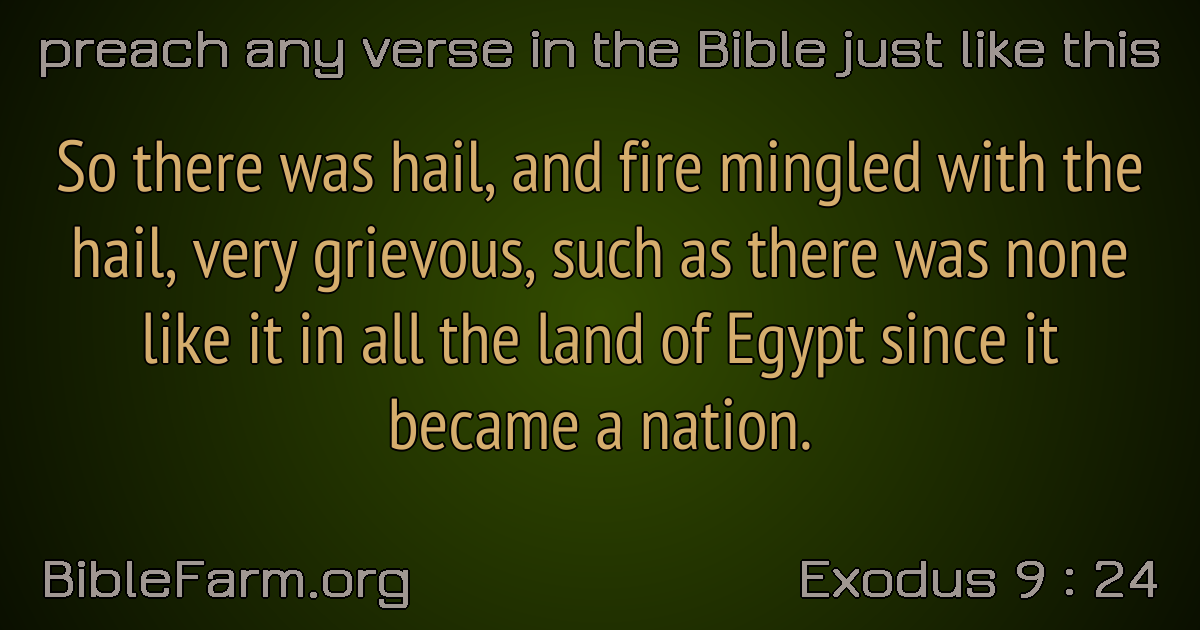 preach any verse in the Bible just like this
So there was hail, and fire mingled with the
hail, very grievous, such as there was none
like it in all the land of Egypt since it
became a nation.
BibleFarm.org
Exodus 9 : 24